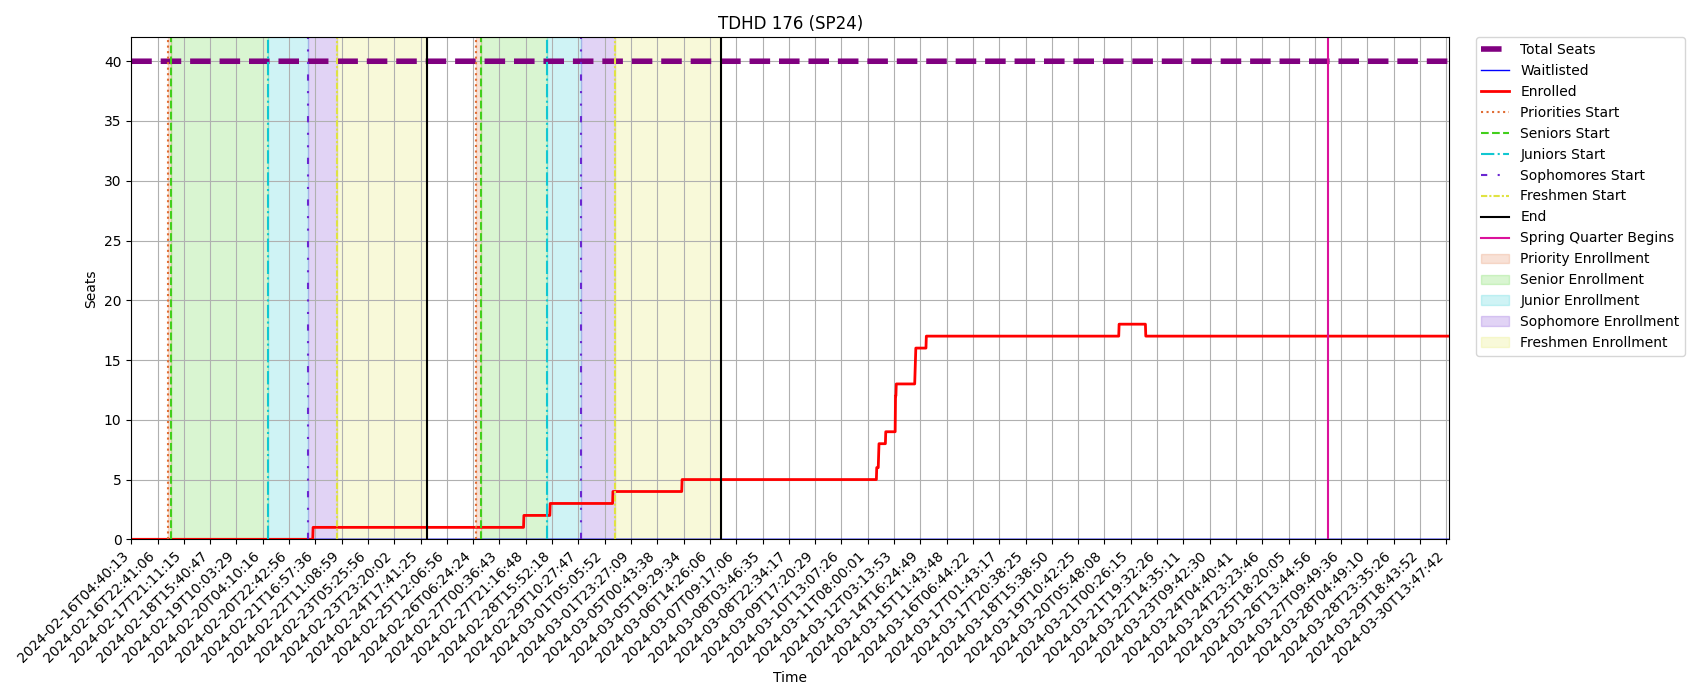 TDHD 176 (SP24)
Seats
40
35
30
25
20
15
10
5
0
2024-02-16T04:40:13
2024-02-16T22:41:06
2024-02-17T21:11:15
2024-02-18T15:40:47
2024-02-19T10:03:29
2024-02-20T04:10:16
2024-02-20T22:42:56
2024-02-21T16:57:36
2024-02-22T11:08:59
2024-02-23T05:25:56
2024-02-23T23:20:02
2024-02-24T17:41:25
2024-02-25T12:06:56
2024-02-26T06:24:24
2024-02-27T00:36:43
2024-02-27T21:16:48
2024-02-28T15:52:18
2024-02-29T10:27:47
2024-03-01T05:05:52
2024-03-01T23:27:09
2024-03-05T00:43:38
2024-03-05T19:29:34
2024-03-06T14:26:06
2024-03-07T09:17:06
2024-03-08T03:46:35
2024-03-08T22:34:17
2024-03-09T17:20:29
2024-03-10T13:07:26
2024-03-11T08:00:01
2024-03-12T03:13:53
2024-03-14T16:24:49
2024-03-15T11:43:48
2024-03-16T06:44:22
2024-03-17T01:43:17
2024-03-17T20:38:25
2024-03-18T15:38:50
2024-03-19T10:42:25
2024-03-20T05:48:08
2024-03-21T00:26:15
2024-03-21T19:32:26
2024-03-22T14:35:11
2024-03-23T09:42:30
2024-03-24T04:40:41
2024-03-24T23:23:46
2024-03-25T18:20:05
2024-03-26T13:44:56
2024-03-27T09:49:36
2024-03-28T04:49:10
2024-03-28T23:35:26
2024-03-29T18:43:52
2024-03-30T13:47:42
Time
Total Seats
Waitlisted
Enrolled
Priorities Start
Seniors Start
Juniors Start
Sophomores Start
Freshmen Start
End
Spring Quarter Begins
Priority Enrollment
Senior Enrollment
Junior Enrollment
Sophomore Enrollment
Freshmen Enrollment